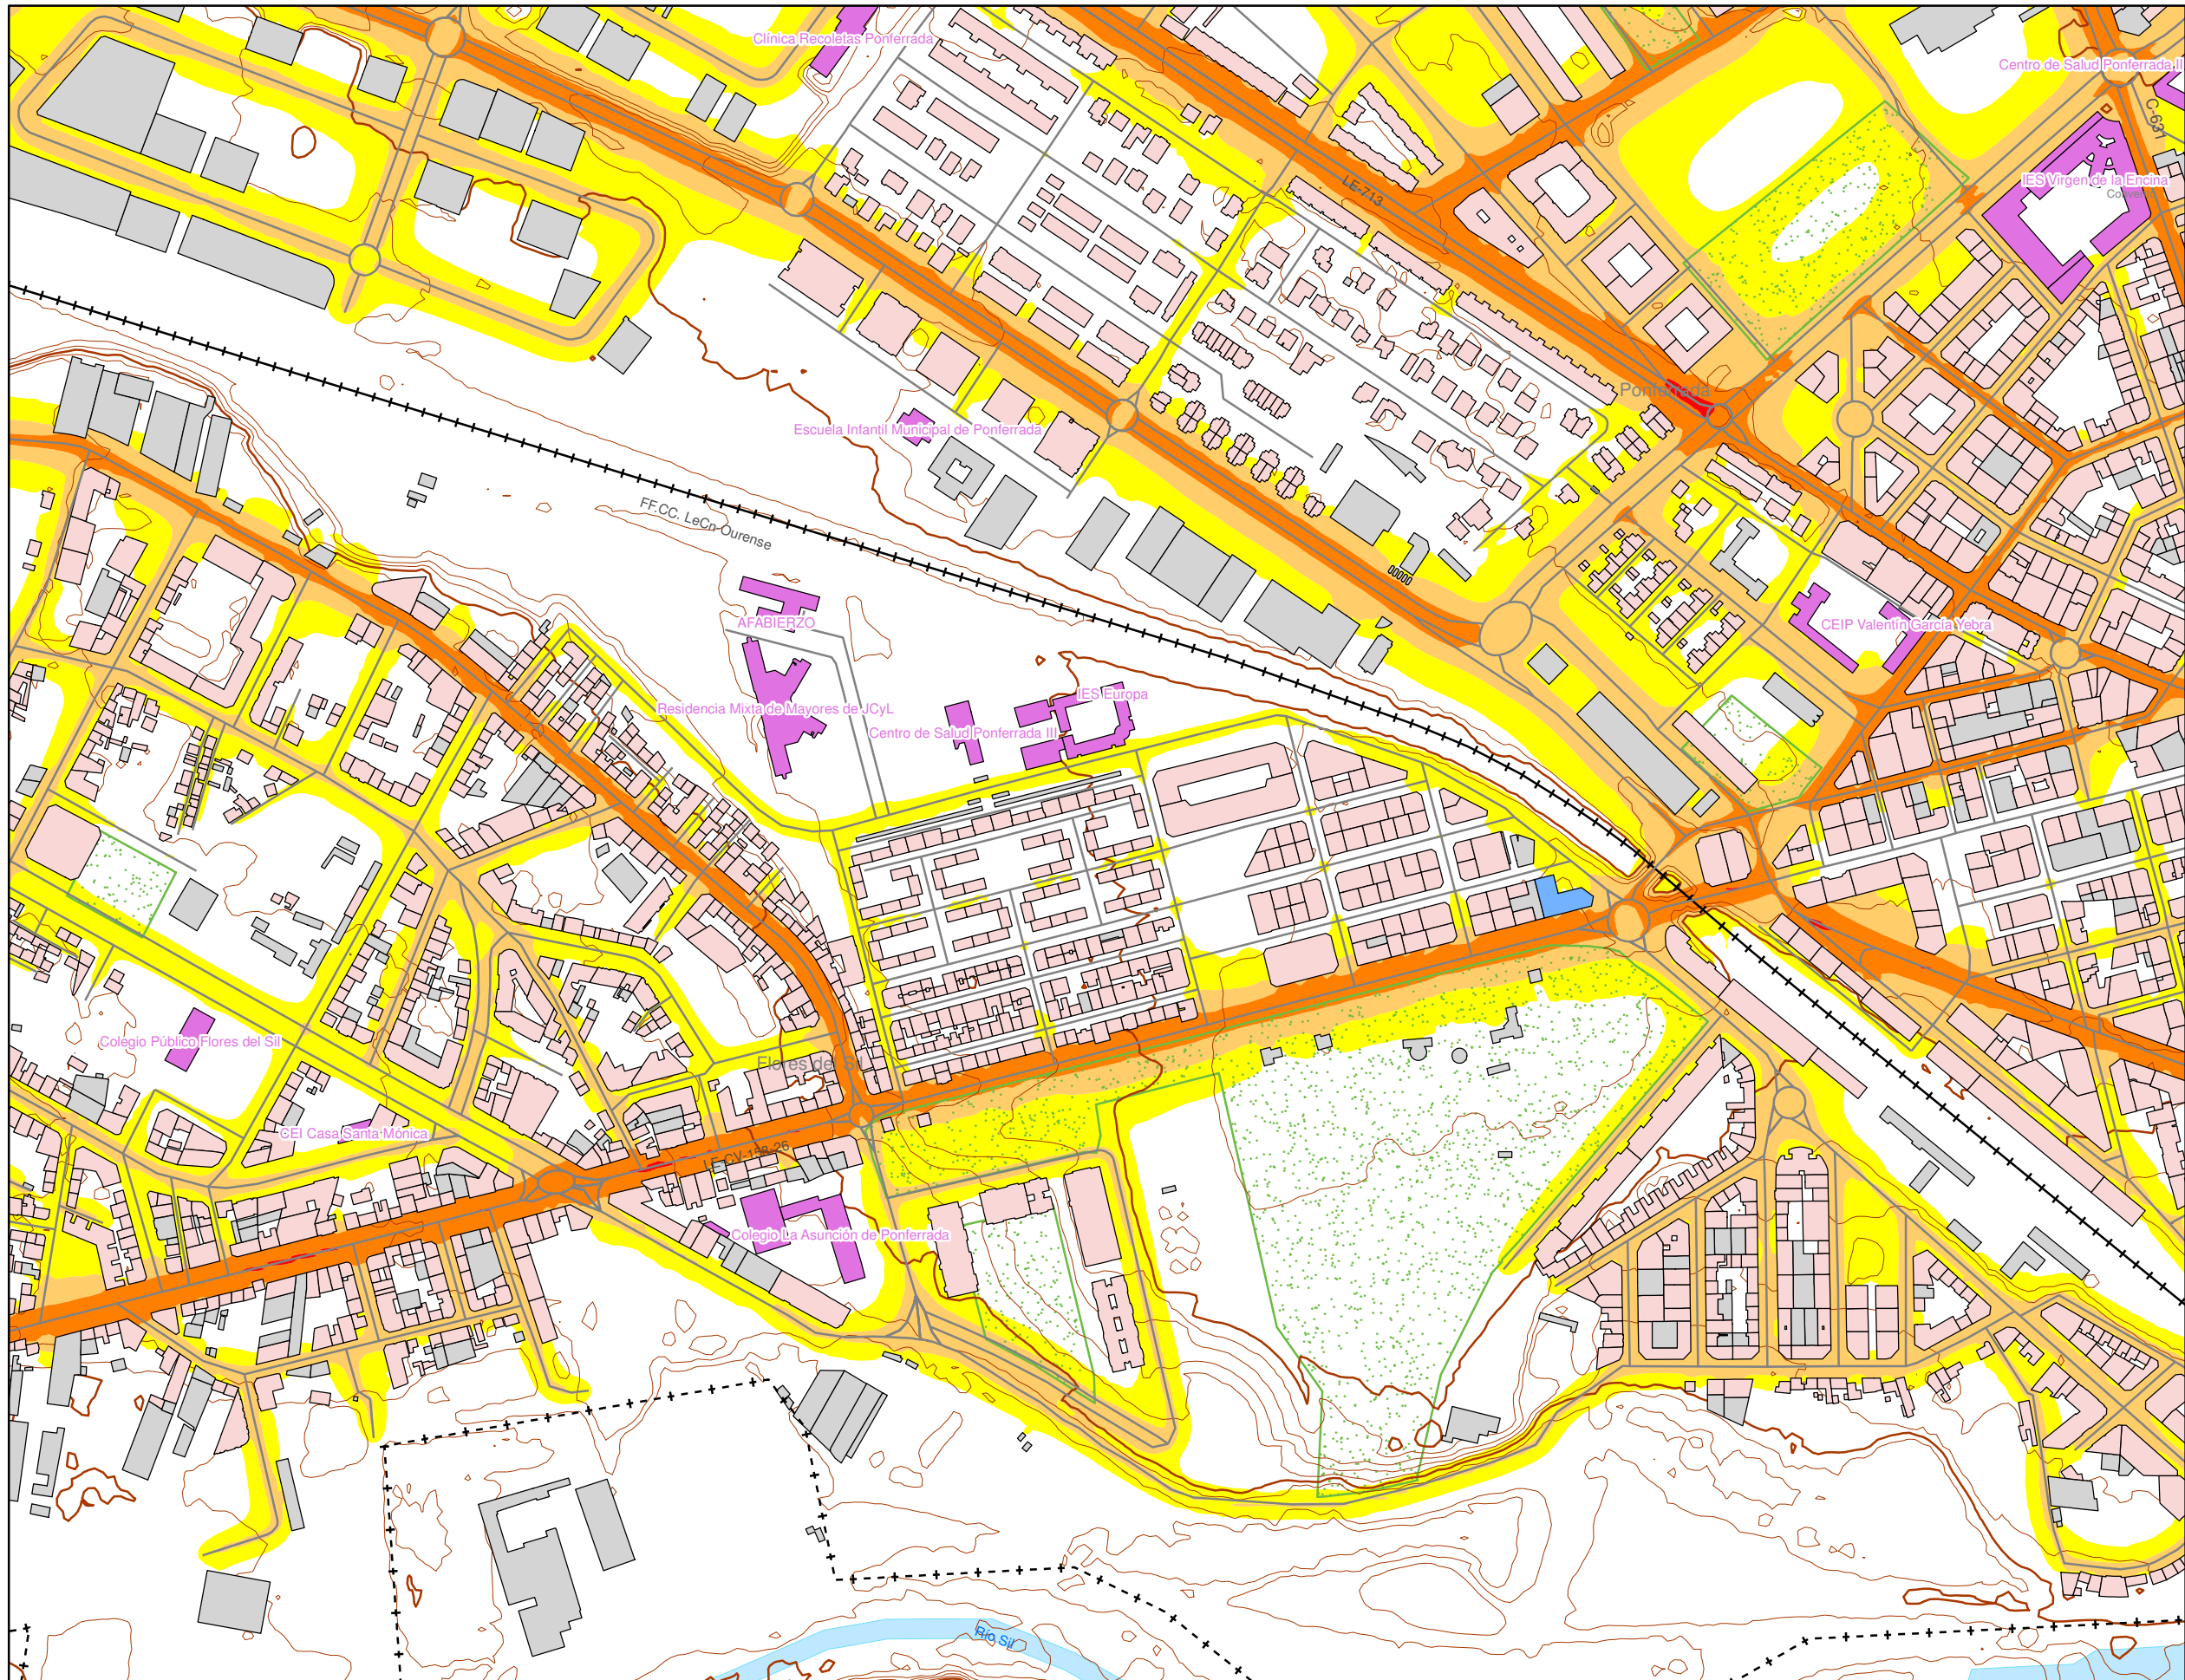 Clínica Recoletas Ponferrada
Centro de Salud Ponferrada II
C-631
IES Virgen de la Encina
LE-713
Ponferrada
Escuela Infantil Municipal de Ponferrada
FF.CC. LeCn-Ourense
AFABIERZO
CEIP Valentín García Yebra
IES Europa
Residencia Mixta de Mayores de JCyL
Centro de Salud Ponferrada III
Colegio Público Flores del Sil
Flores del Sil
CEI Casa Santa Mónica
LE-CV-158-26
Colegio La Asunción de Ponferrada
Río Sil